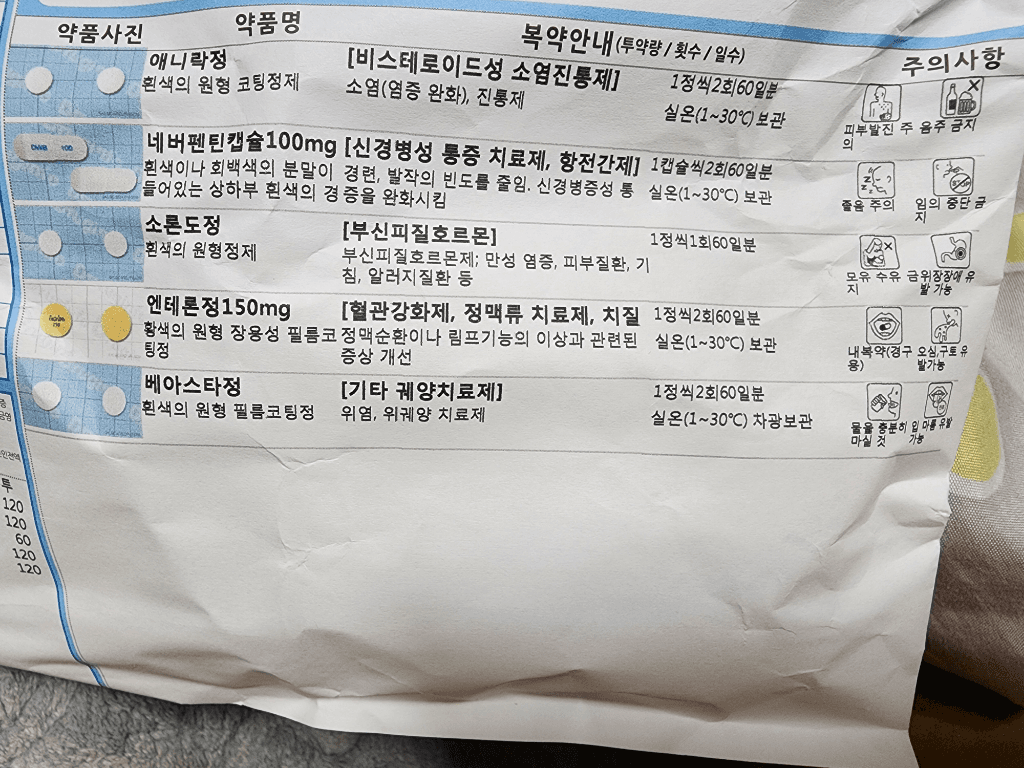 약품사진 약품명 복약안내(투약량 / 횟수 / 일수) 주의사항
애니락정 [비스테로이드성 소염진통제] 1정씩2회60일분
흰색의 원형 코팅정제 소염(염증 완화), 진통제 실온(1~30℃)보관
피부발진 주 음주 금지
의
네버펜틴캡슐100mg [신경병성 통증 치료제, 항전간제] 1캡슐씩2회60일분
흰색이나 회백색의 분말이 경련, 발작의 빈도를 줄임. 신경병증성 통 실온(1~30℃) 보관
들어있는 상하부 흰색의 경 증을 완화시킴
졸음 주의 임의 중단 금
지
소론도정 [부신피질호르몬] 1정씩1회60일분
흰색의 원형정제 부신피질호르몬제; 만성 염증, 피부질환, 기
침, 알러지질환 등
모유 수유 금 위장장애 유
지 발 가능
엔테론정150mg [혈관강화제, 정맥류 치료제, 치질 1정씩2회60일분
황색의 원형 장용성 필름코 정맥순환이나 림프기능의 이상과 관련된 실온(1~30℃) 보관
팅정 증상 개선
내복약(경구 오심,구토 유
용) 발가능
베아스타정 [기타 궤양치료제] 1정씩2회60일분
흰색의 원형 필름코팅정 위염, 위궤양 치료제 실온(1~30℃) 차광보관
물을 충분히 입 마름 유발
마실 것 가능
투
120
120
60
120
120